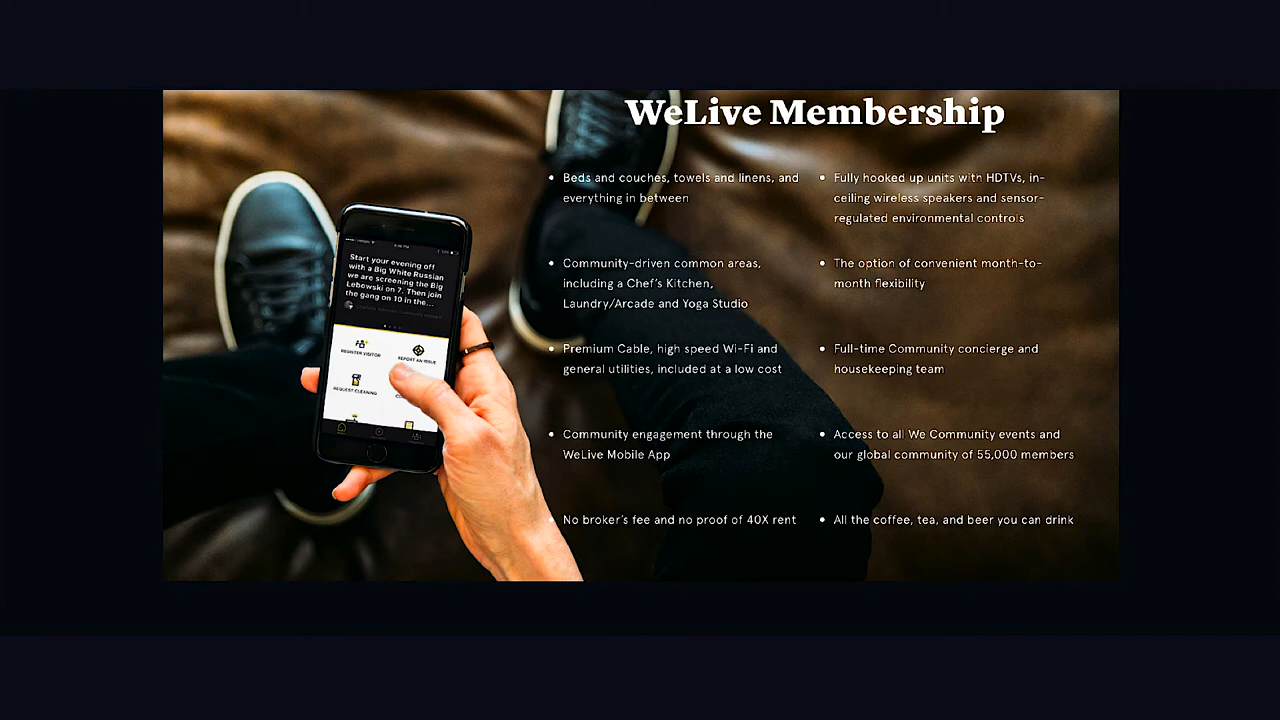 WeLive Membership
Beds and couches, towels and linens, and
everything in between
Community-driven common areas,
including a Chef's Kitchen,
Laundry/Arcade and Yoga Studio
Premium Cable, high speed Wi-Fi and
general utilities, included at a low cost
Community engagement through the
WeLive Mobile App
No broker's fee and no proof of 40X rent
Fully hooked up units with HDTVs, in-
ceiling wireless speakers and sensor-
regulated environmental controls
The option of convenient month-to-
month flexibility
Full-time Community concierge and
housekeeping team
Access to all We Community events and
our global community of 55,000 members
All the coffee, tea, and beer you can drink
Start your evening off
with a Big White Russian
we are screening the Big
Lebowski on 7. Then join
the gang on 10 in the...
REGISTER VISITOR
REPORT AN ISSUE
REQUEST CLEANING